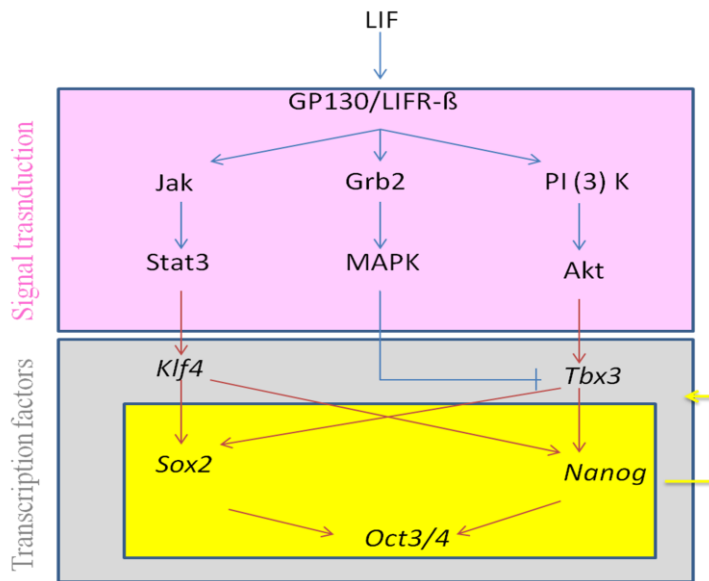 LIF
GP130/LIFR-ß
Jak
Grb2
PI (3) K
Stat3
MAPK
Akt
Klf4
Tbx3
Sox2
Nanog
Oct3/4
Signal trasnduction
Transcription factors